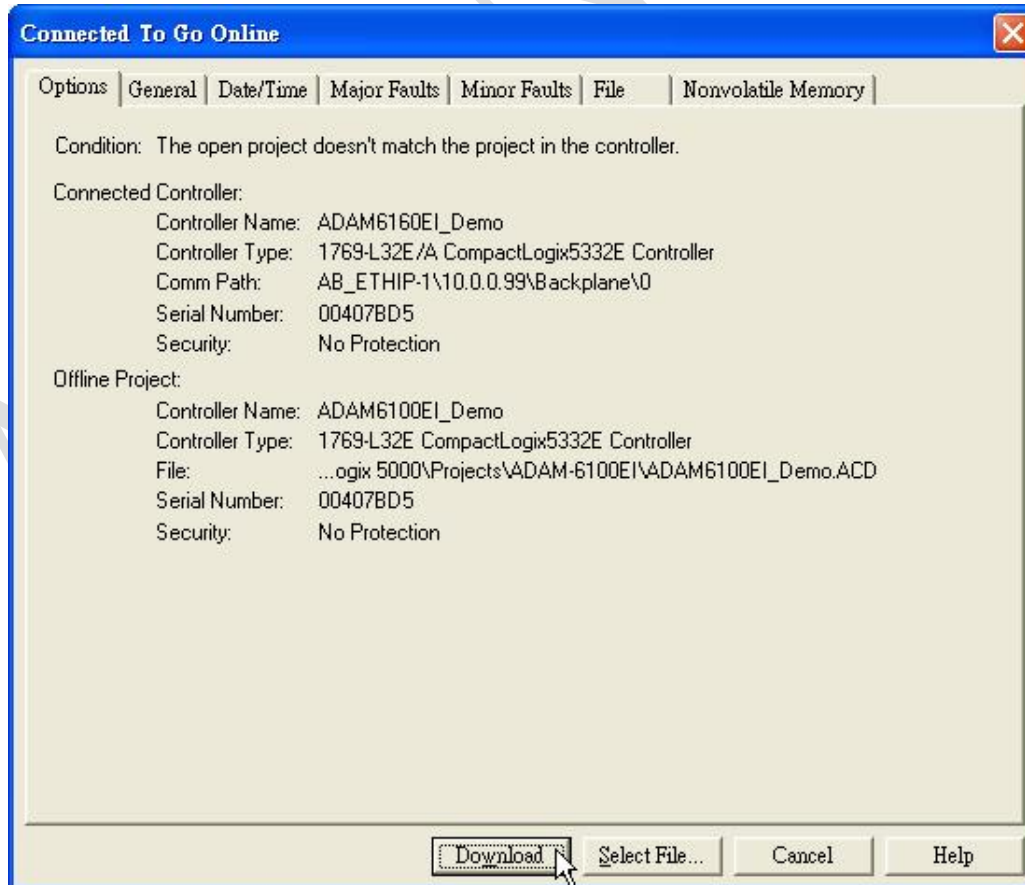 Connected To Go Online
Options General Date/Time Major Faults Minor Faults File Nonvolatile Memory
Condition: The open project doesn't match the project in the controller.
Connected Controller:
Controller Name: ADAM6160EI_Demo
Controller Type: 1769-L32E/A CompactLogix5332E Controller
Comm Path: AB_ETHIP-1\10.0.0.99\Backplane\0
Serial Number: 00407BD5
Security: No Protection
Offline Project:
Controller Name: ADAM6100EI_Demo
Controller Type: 1769-L32E CompactLogix5332E Controller
File: ...ogix 5000\Projects\ADAM-6100EI\ADAM6100EI_Demo.ACD
Serial Number: 00407BD5
Security: No Protection
Download Select File... Cancel Help